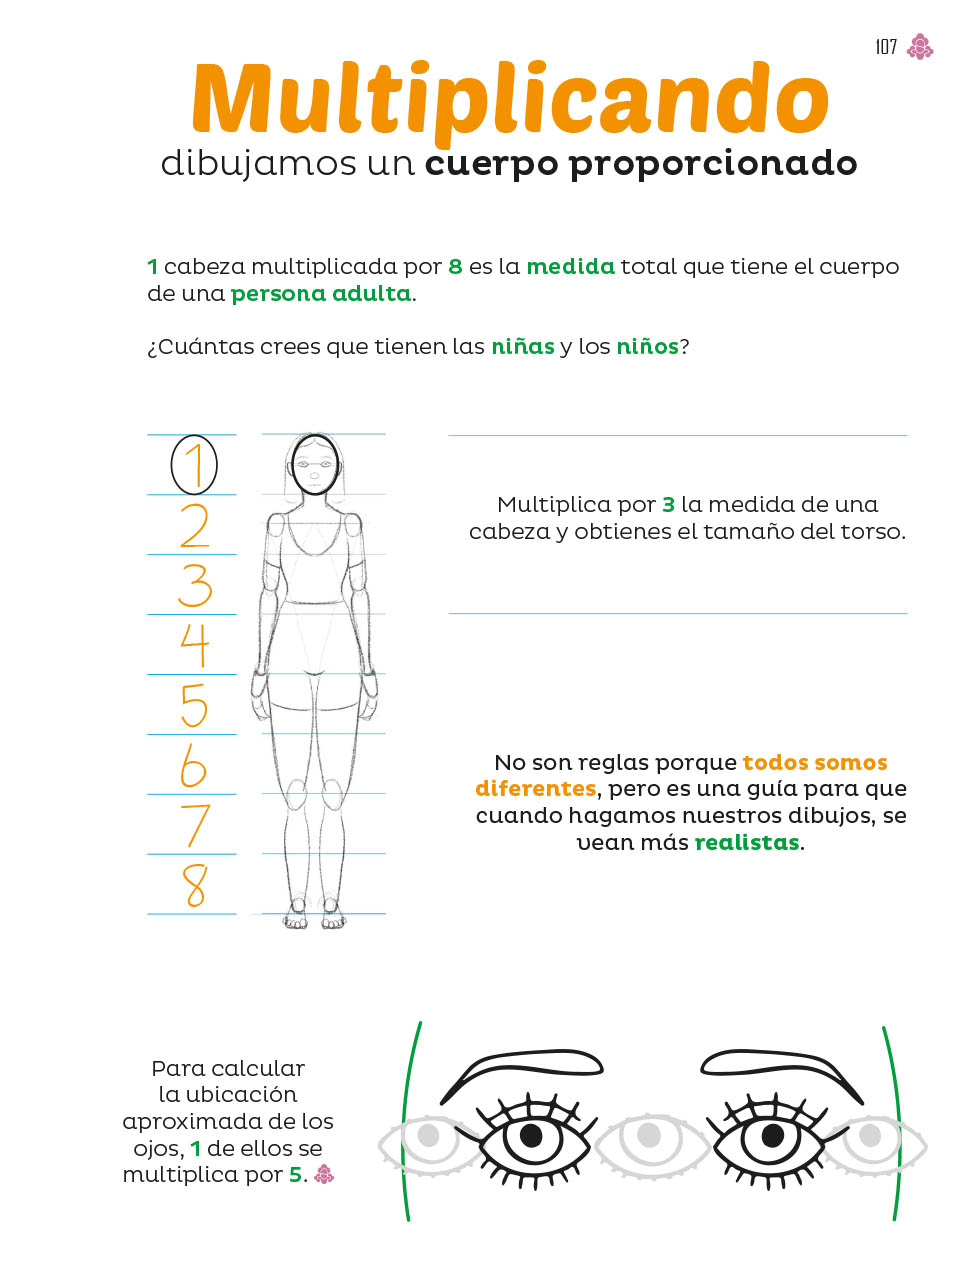 107
Multiplicando
dibujamos un cuerpo proporcionado
1 cabeza multiplicada por 8 es la medida total que tiene el cuerpo
de una persona adulta.
¿Cuántas crees que tienen las niñas y los niños?
1
2
3
4
5
6
7
8
Multiplica por 3 la medida de una
cabeza y obtienes el tamaño del torso.
No son reglas porque todos somos
diferentes, pero es una guía para que
cuando hagamos nuestros dibujos, se
vean más realistas.
Para calcular
la ubicación
aproximada de los
ojos, 1 de ellos se
multiplica por 5.